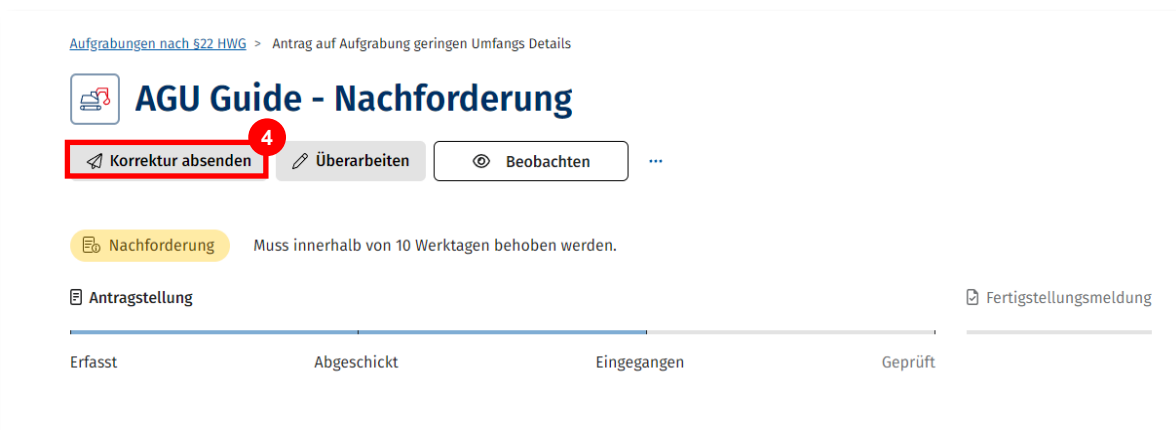 Aufgrabungen nach §22 HWG > Antrag auf Aufgrabung geringen Umfangs Details
AGU Guide - Nachforderung
4
Korrektur absenden Überarbeiten Beobachten ...
Nachforderung Muss innerhalb von 10 Werktagen behoben werden.
Antragstellung Fertigstellungsmeldung
Erfasst Abgeschickt Eingegangen Geprüft